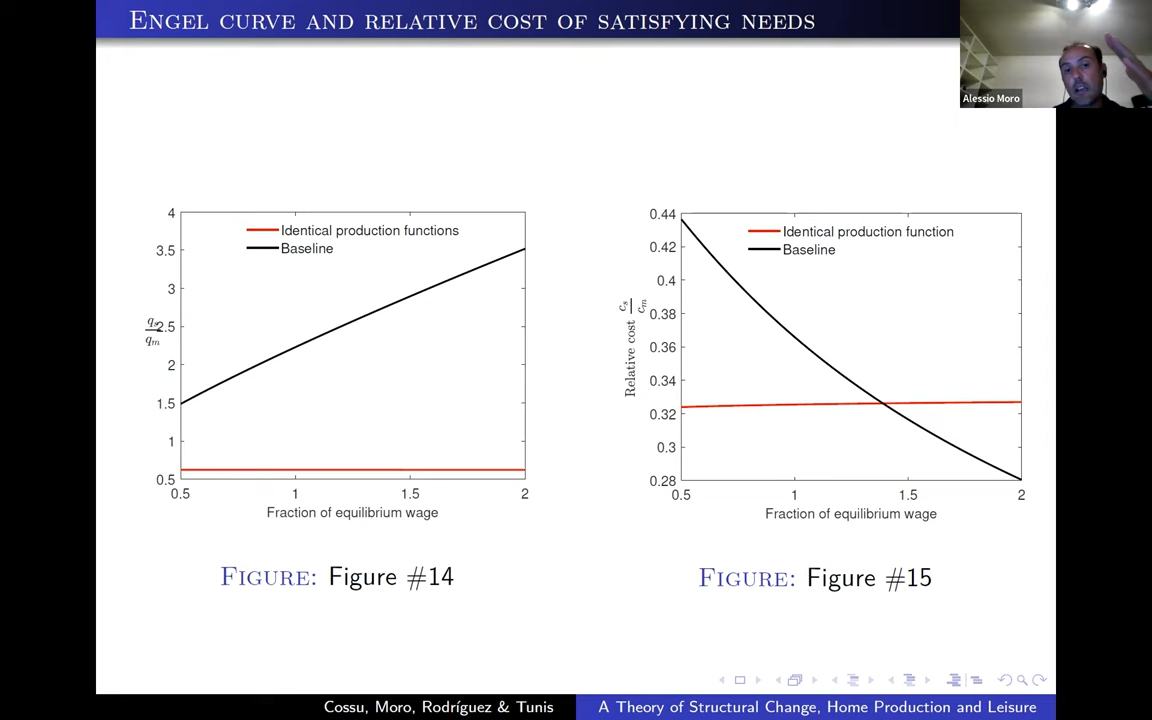 Engel curve and relative cost of satisfying needs
Alessio Moro
4
3.5
3
2.5
2
1.5
1
0.5
q_s
q_m
Identical production functions
Baseline
0.5 1 1.5 2
Fraction of equilibrium wage
Figure: Figure #14
0.44
0.42
0.4
0.38
0.36
0.34
0.32
0.3
0.28
Relative cost c_s/c_m
Identical production function
Baseline
0.5 1 1.5 2
Fraction of equilibrium wage
Figure: Figure #15
Cossu, Moro, Rodríguez & Tunis
A Theory of Structural Change, Home Production and Leisure